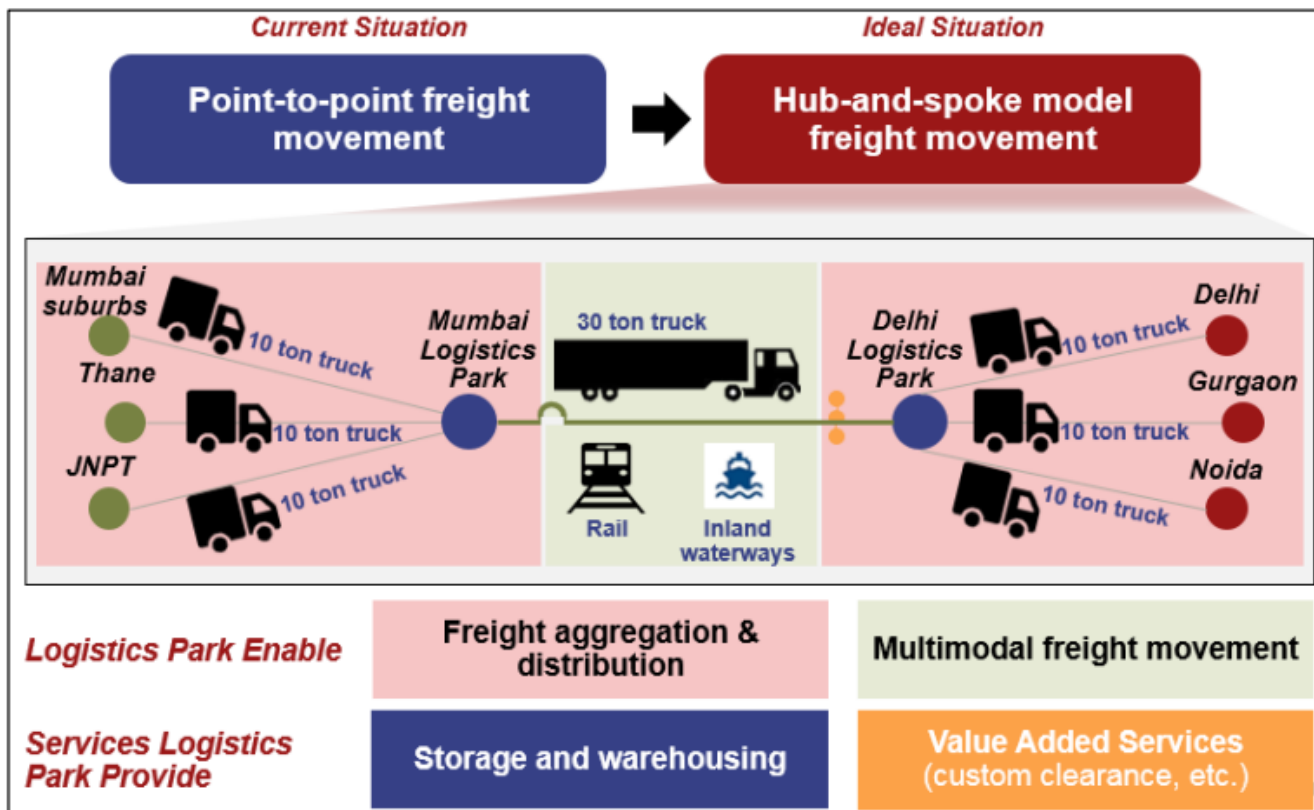 Current Situation
Ideal Situation
Point-to-point freight
movement
Hub-and-spoke model
freight movement
Mumbai
suburbs
10 ton truck
Thane
10 ton truck
JNPT
10 ton truck
Mumbai
Logistics
Park
30 ton truck
Rail
Inland
waterways
Delhi
Logistics
Park
10 ton truck
Delhi
10 ton truck
Gurgaon
10 ton truck
Noida
Logistics Park Enable
Freight aggregation &
distribution
Multimodal freight movement
Services Logistics
Park Provide
Storage and warehousing
Value Added Services
(custom clearance, etc.)